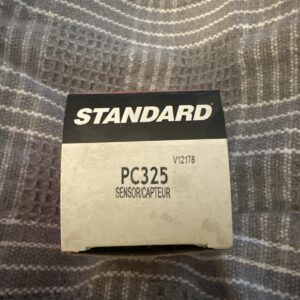 STANDARD
V12178
PC325
SENSOR/CAPTEUR